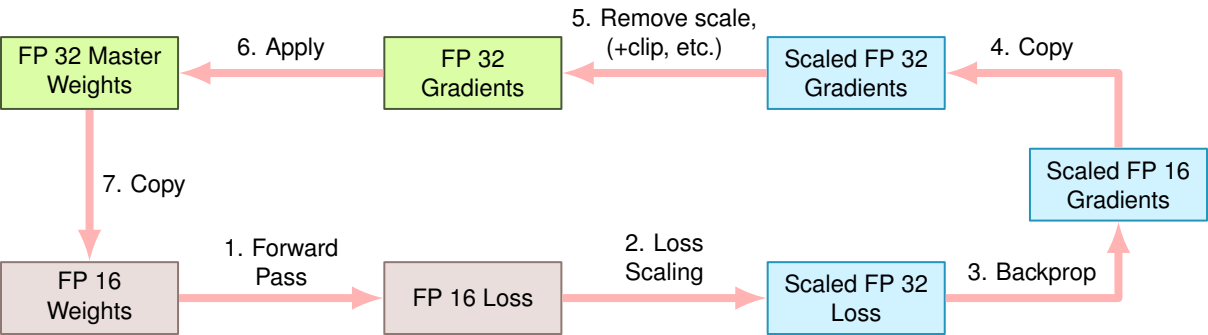 5. Remove scale,
(+clip, etc.)
6. Apply
4. Copy
FP 32 Master
Weights
FP 32
Gradients
Scaled FP 32
Gradients
7. Copy
Scaled FP 16
Gradients
1. Forward
Pass
2. Loss
Scaling
3. Backprop
FP 16
Weights
FP 16 Loss
Scaled FP 32
Loss